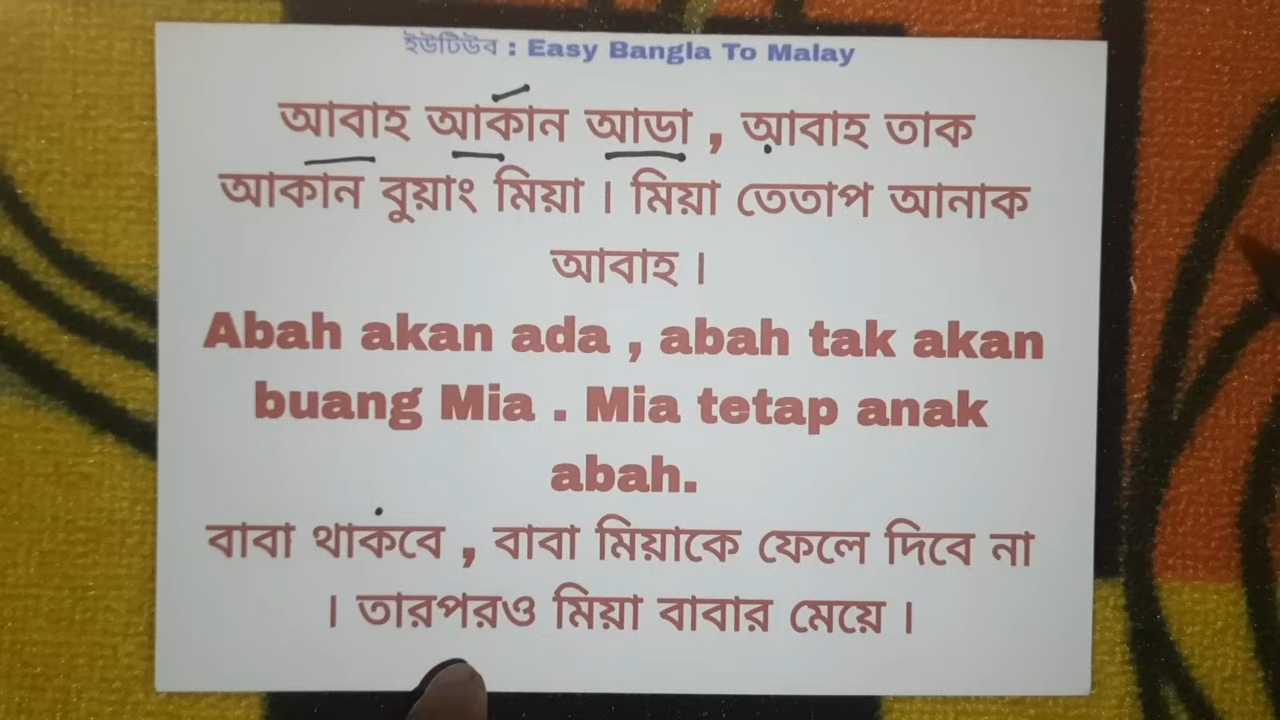 ইউটিউব : Easy Bangla To Malay
আবাহ আকান আডা , আবাহ তাক
আকান বুয়াং মিয়া । মিয়া তেতাপ আনাক
আবাহ ।
Abah akan ada , abah tak akan
buang Mia . Mia tetap anak
abah.
বাবা থাকবে , বাবা মিয়াকে ফেলে দিবে না
। তারপরও মিয়া বাবার মেয়ে ।